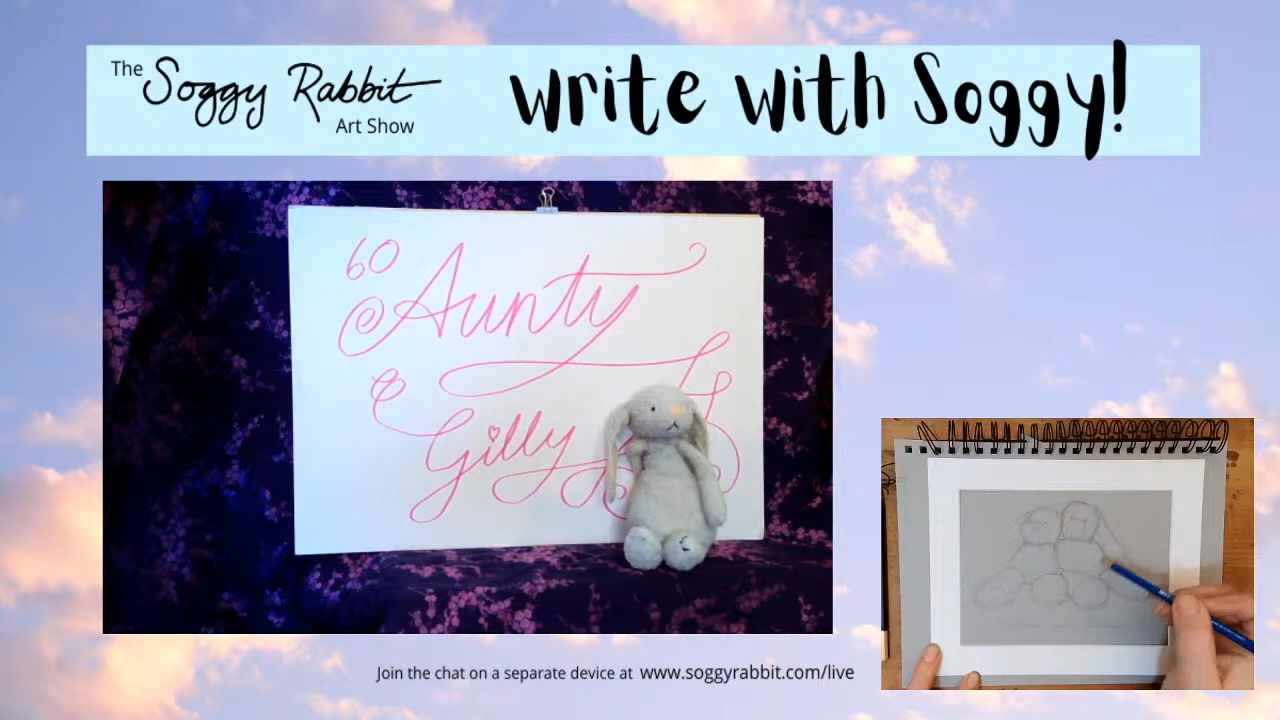 The Soggy Rabbit
Art Show
write with Soggy!
60
Aunty
Gilly
Join the chat on a separate device at www.soggyrabbit.com/live